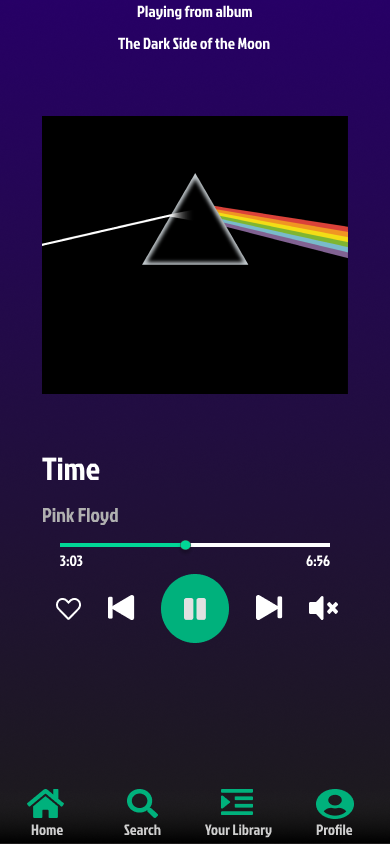 Playing from album
The Dark Side of the Moon
Time
Pink Floyd
3:03 6:56
Home Search Your Library Profile